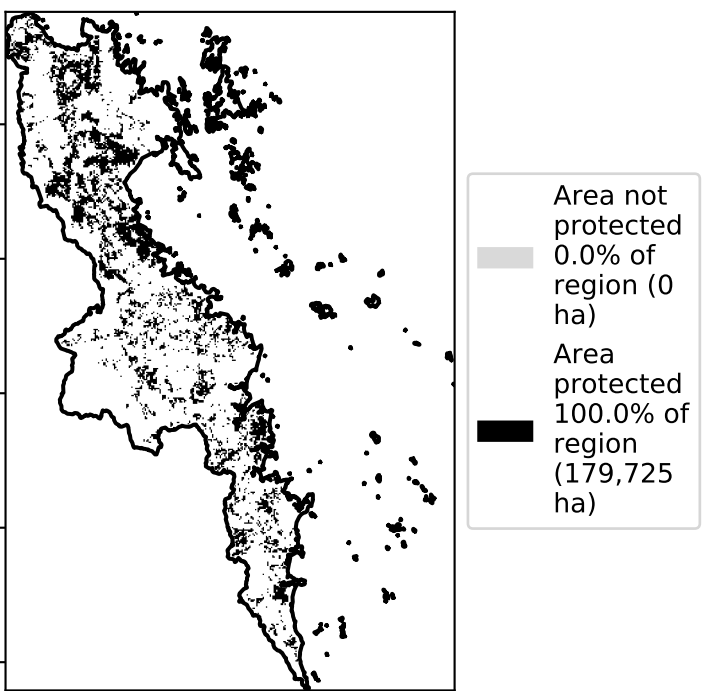 Area not
protected
0.0% of
region (0
ha)
Area
protected
100.0% of
region
(179,725
ha)